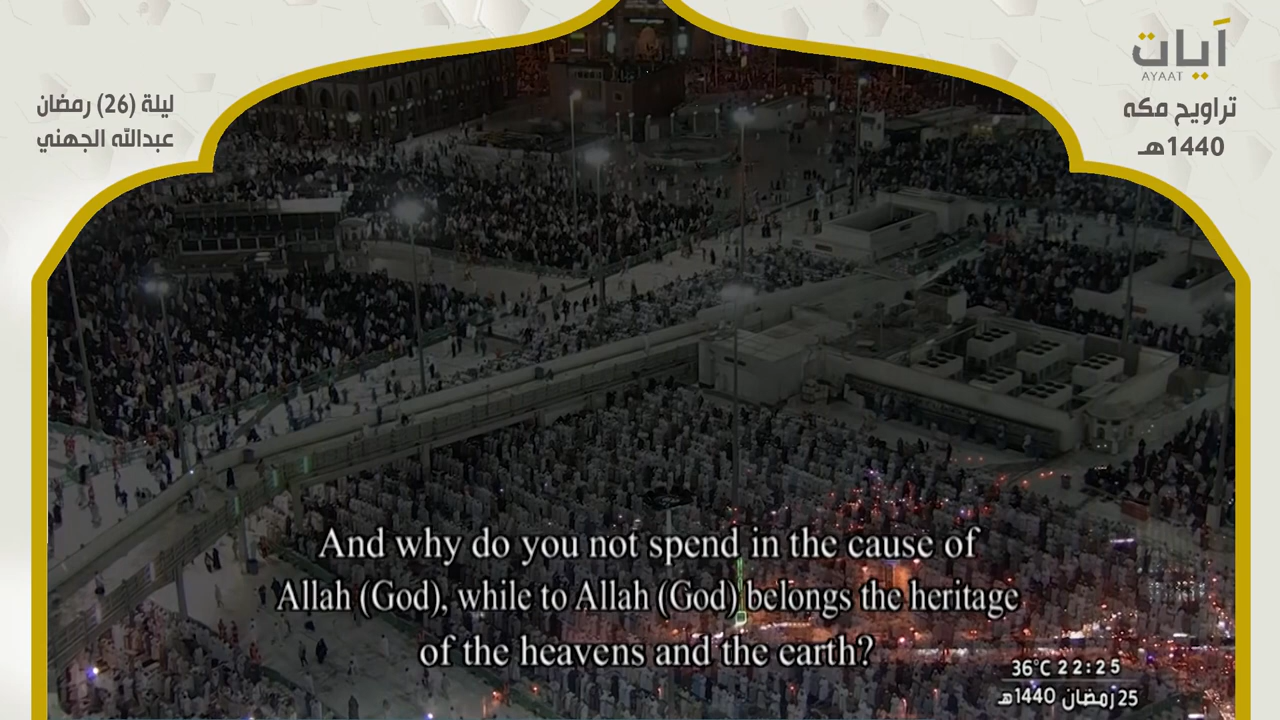 آيات
AYAAT
تراويح مكه
1440هـ
ليلة (26) رمضان
عبدالله الجهني
And why do you not spend in the cause of
Allah (God), while to Allah (God) belongs the heritage
of the heavens and the earth?
36°C 22:25
25 رمضان 1440هـ